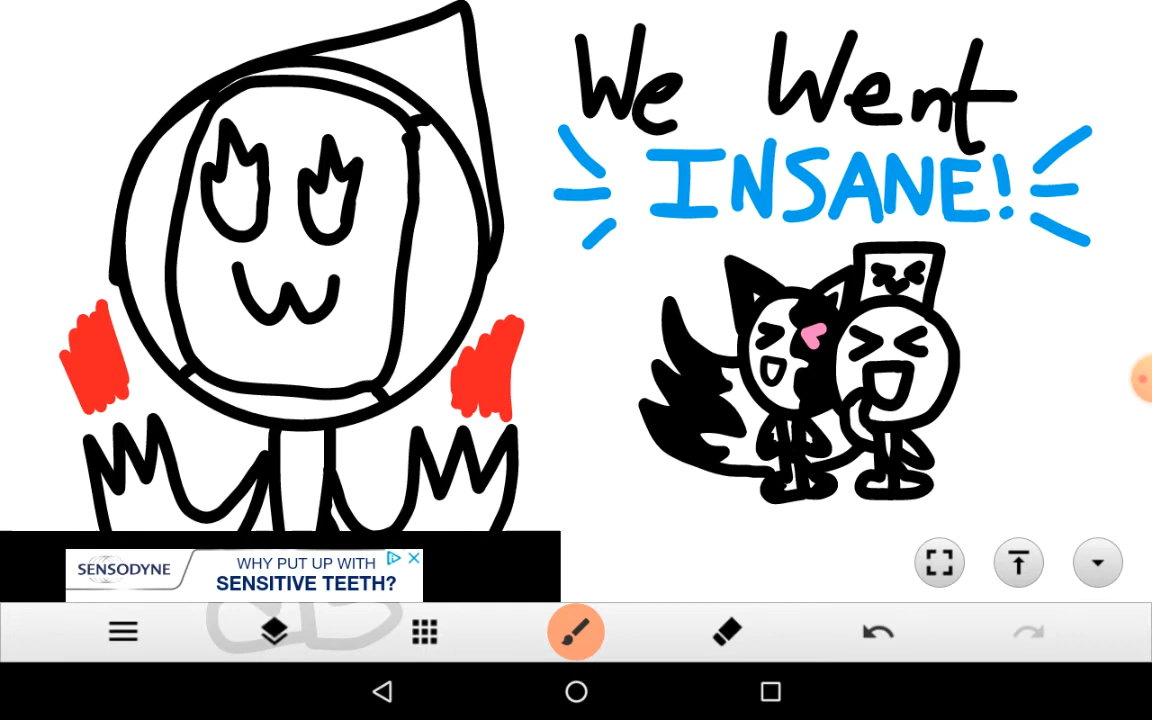 We Went
INSANE!
SENSODYNE
WHY PUT UP WITH
SENSITIVE TEETH?